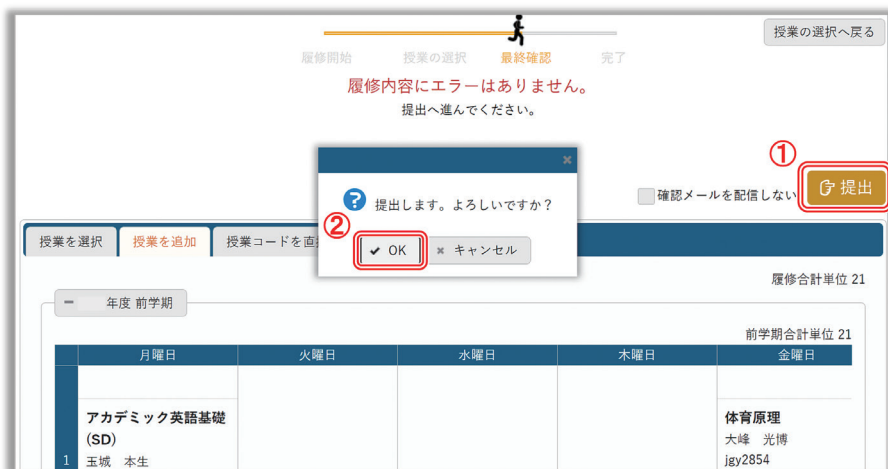 授業の選択へ戻る
履修開始 授業の選択 最終確認 完了
履修内容にエラーはありません。
提出へ進んでください。
①
確認メールを配信しない 提出
提出します。よろしいですか？
②
OK キャンセル
授業を選択 授業を追加 授業コードを直
履修合計単位 21
年度 前学期
前学期合計単位 21
月曜日 火曜日 水曜日 木曜日 金曜日
アカデミック英語基礎 体育原理
(SD) 大峰 光博
1 玉城 本生 jgy2854